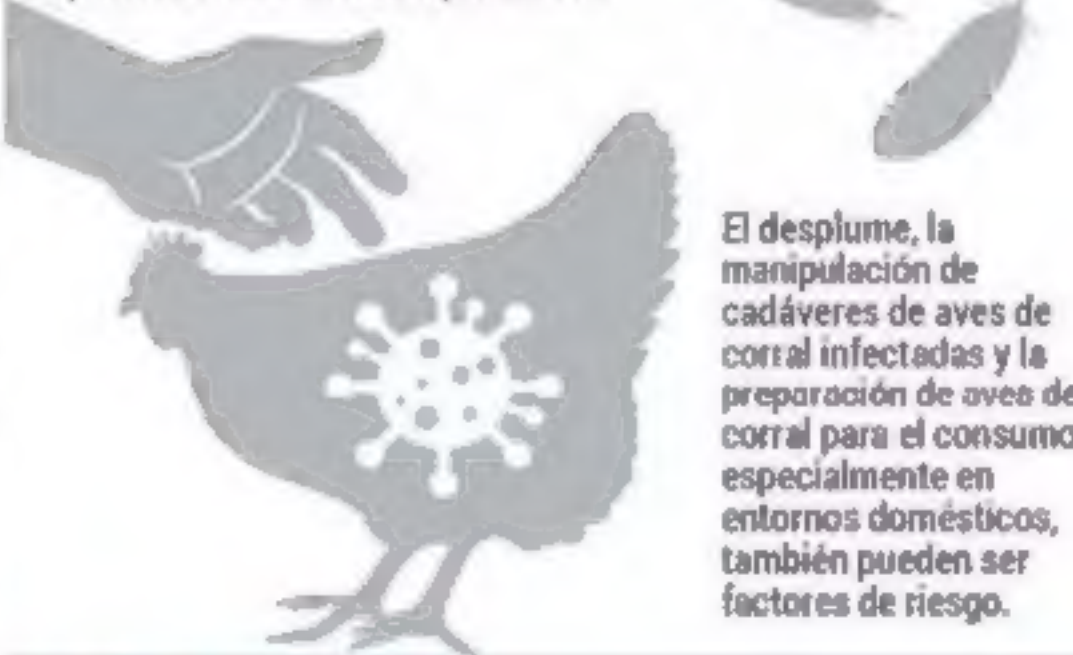 El desplume, la
manipulación de
cadáveres de aves de
corral infectadas y la
preparación de aves de
corral para el consumo
especialmente en
entornos domésticos,
también pueden ser
factores de riesgo.